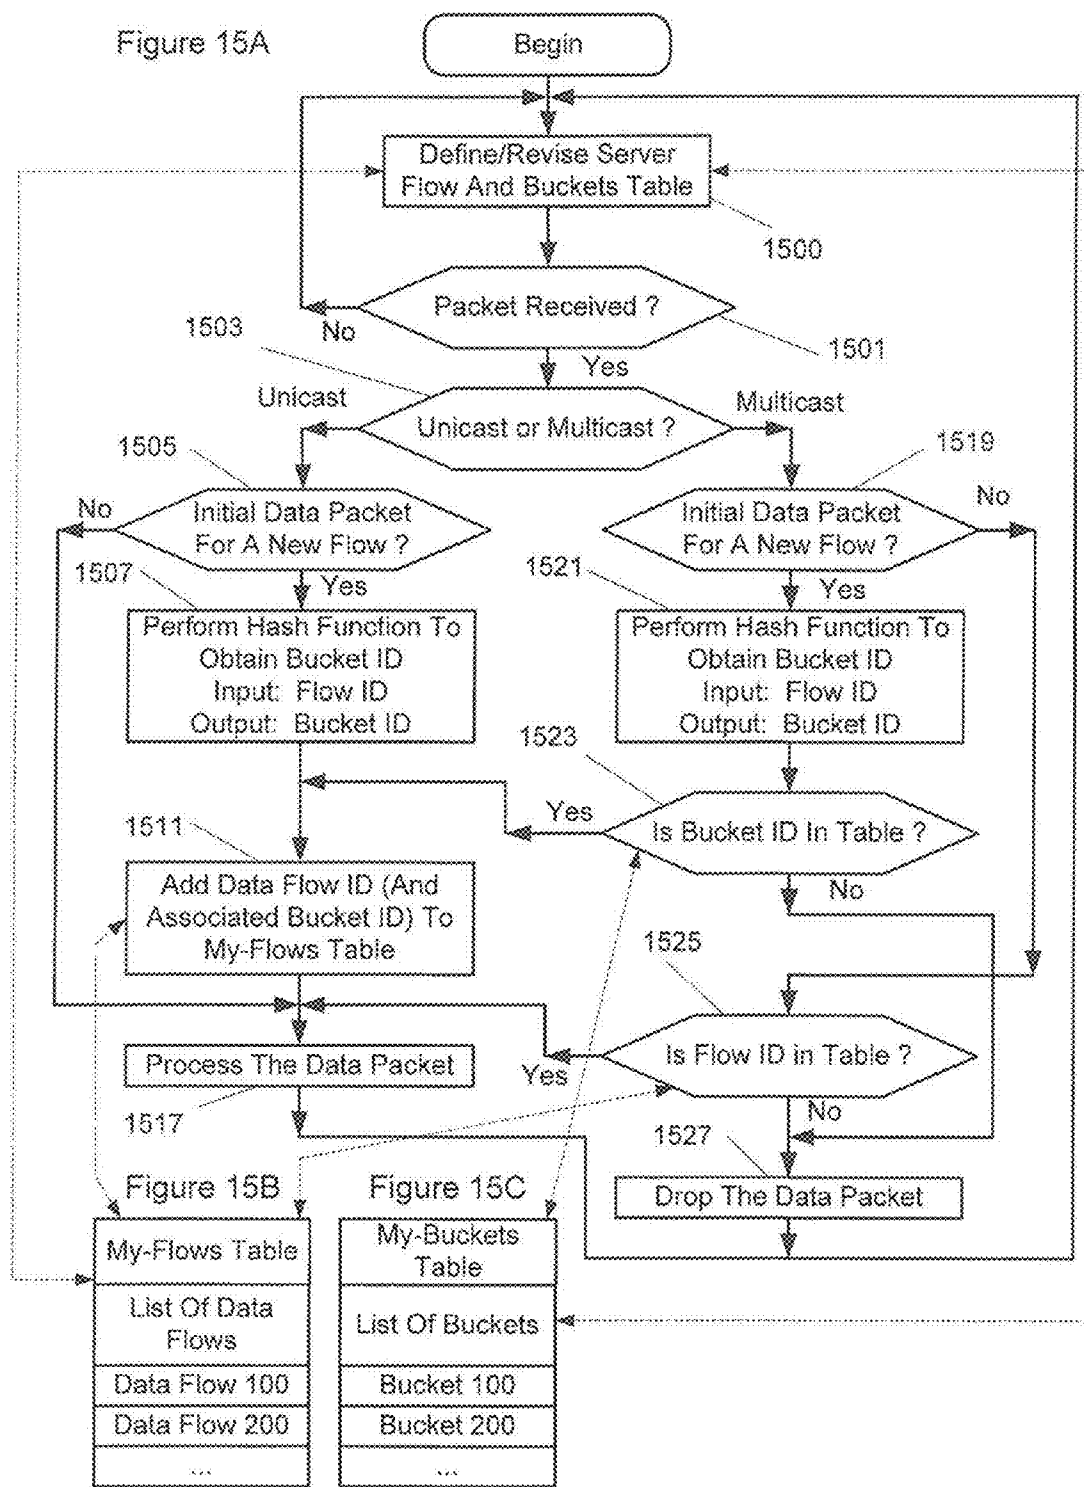 Figure 15A
Begin
Define/Revise Server
Flow And Buckets Table
1500
Packet Received ?
No
1503
1501
Yes
Unicast
Unicast or Multicast ?
Multicast
1505
1519
No
Initial Data Packet
For A New Flow ?
Initial Data Packet
For A New Flow ?
No
1507
Yes
1521
Yes
Perform Hash Function To
Obtain Bucket ID
Input: Flow ID
Output: Bucket ID
Perform Hash Function To
Obtain Bucket ID
Input: Flow ID
Output: Bucket ID
1523
Yes
Is Bucket ID In Table ?
1511
No
Add Data Flow ID (And
Associated Bucket ID) To
My-Flows Table
1525
Process The Data Packet
Is Flow ID in Table ?
Yes
1517
No
1527
Drop The Data Packet
Figure 15B
My-Flows Table
List Of Data
Flows
Data Flow 100
Data Flow 200
...
Figure 15C
My-Buckets
Table
List Of Buckets
Bucket 100
Bucket 200
...